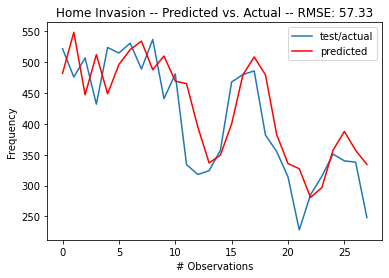 Home Invasion -- Predicted vs. Actual -- RMSE: 57.33
test/actual
predicted
Frequency
550
500
450
400
350
300
250
0 5 10 15 20 25
# Observations